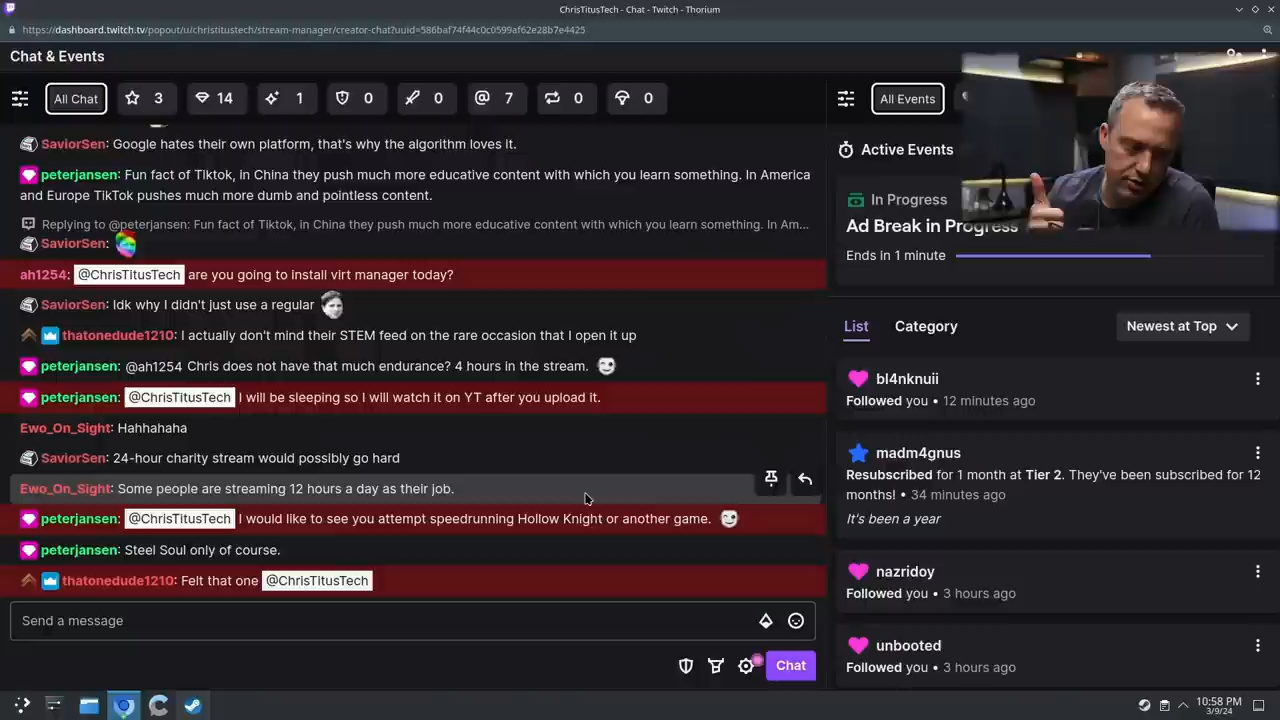 ChrisTitusTech - Chat - Twitch - Thorium
https://dashboard.twitch.tv/popout/u/christitustech/stream-manager/creator-chat?uuid=586baf74f44c0c0599af62e28b7e4425
Chat & Events
All Chat 3 14 1 0 0 7 0 0
SaviorSen: Google hates their own platform, that's why the algorithm loves it.
peterjansen: Fun fact of Tiktok, in China they push much more educative content with which you learn something. In America
and Europe TikTok pushes much more dumb and pointless content.
Replying to @peterjansen: Fun fact of Tiktok, in China they push much more educative content with which you learn something. In Am...
SaviorSen:
ah1254: @ChrisTitusTech are you going to install virt manager today?
SaviorSen: Idk why I didn't just use a regular
thatonedude1210: I actually don't mind their STEM feed on the rare occasion that I open it up
peterjansen: @ah1254 Chris does not have that much endurance? 4 hours in the stream.
peterjansen: @ChrisTitusTech I will be sleeping so I will watch it on YT after you upload it.
Ewo_On_Sight: Hahhahaha
SaviorSen: 24-hour charity stream would possibly go hard
Ewo_On_Sight: Some people are streaming 12 hours a day as their job.
peterjansen: @ChrisTitusTech I would like to see you attempt speedrunning Hollow Knight or another game.
peterjansen: Steel Soul only of course.
thatonedude1210: Felt that one @ChrisTitusTech
Send a message
Chat
All Events
Active Events
In Progress
Ad Break in Progress
Ends in 1 minute
List Category Newest at Top
bl4nknuii
Followed you • 12 minutes ago
madm4gnus
Resubscribed for 1 month at Tier 2. They've been subscribed for 12
months! • 34 minutes ago
It's been a year
nazridoy
Followed you • 3 hours ago
unbooted
Followed you • 3 hours ago
10:58 PM
3/9/24